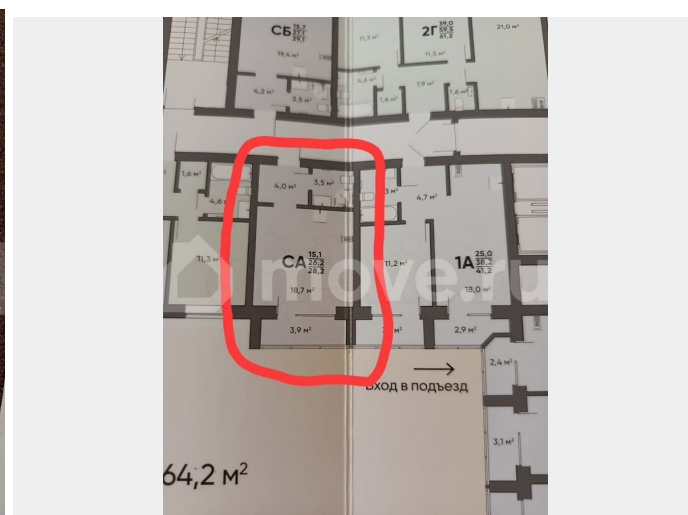 СБ 15,7
27,1
29,1
19,4 м²
4,2 м²
3,5 м²
11,3 м²
4,6 м²
1,6 м²
2Г 39,0
59,5
61,2
11,5 м²
7,9 м²
1,6 м²
21,0 м²
1,6 м²
4,6 м²
11,3 м²
4,0 м²
3,5 м²
СА 15,1
26,2
28,2
18,7 м²
3,9 м²
4,7 м²
11,2 м²
1А 25,0
38,2
41,2
18,0 м²
2,9 м²
move.ru
Вход в подъезд
2,4 м²
3,1 м²
64,2 м²